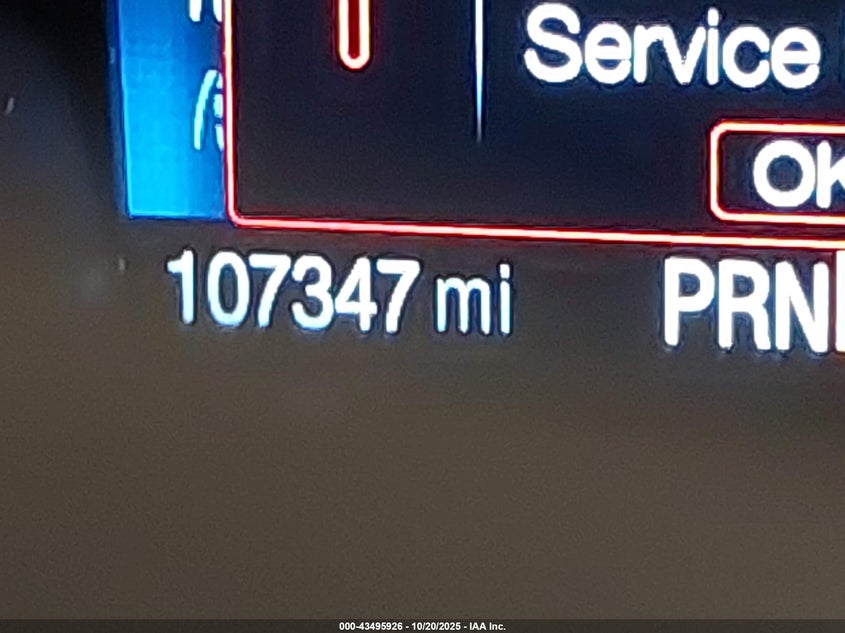 Service
OK
107347 mi
PRN
000-43495926 - 10/20/2025 - IAA Inc.